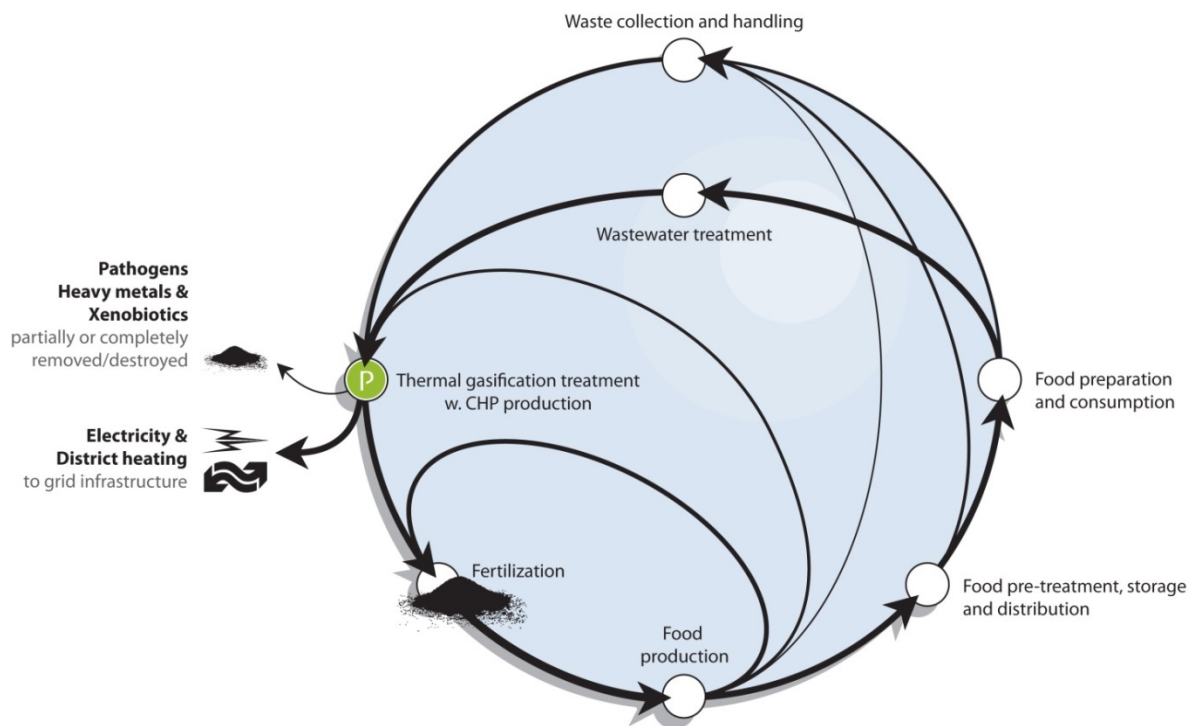 Waste collection and handling
Wastewater treatment
Pathogens
Heavy metals &
Xenobiotics
partially or completely
removed/destroyed
P
Thermal gasification treatment
w. CHP production
Food preparation
and consumption
Electricity &
District heating
to grid infrastructure
Fertilization
Food pre-treatment, storage
and distribution
Food
production